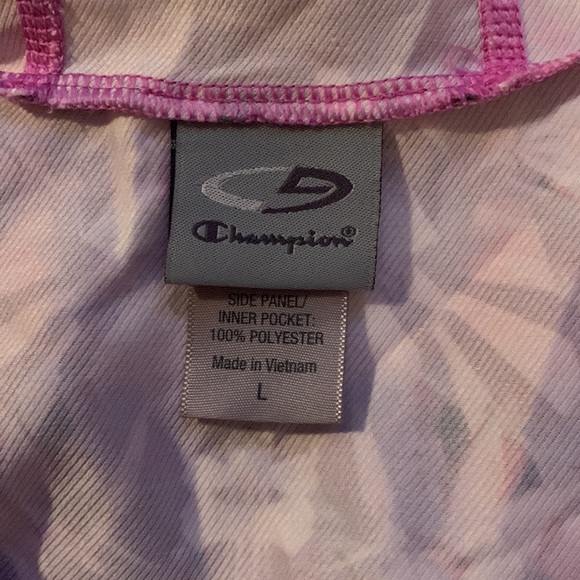 Champion®
SIDE PANEL/
INNER POCKET:
100% POLYESTER
Made in Vietnam
L